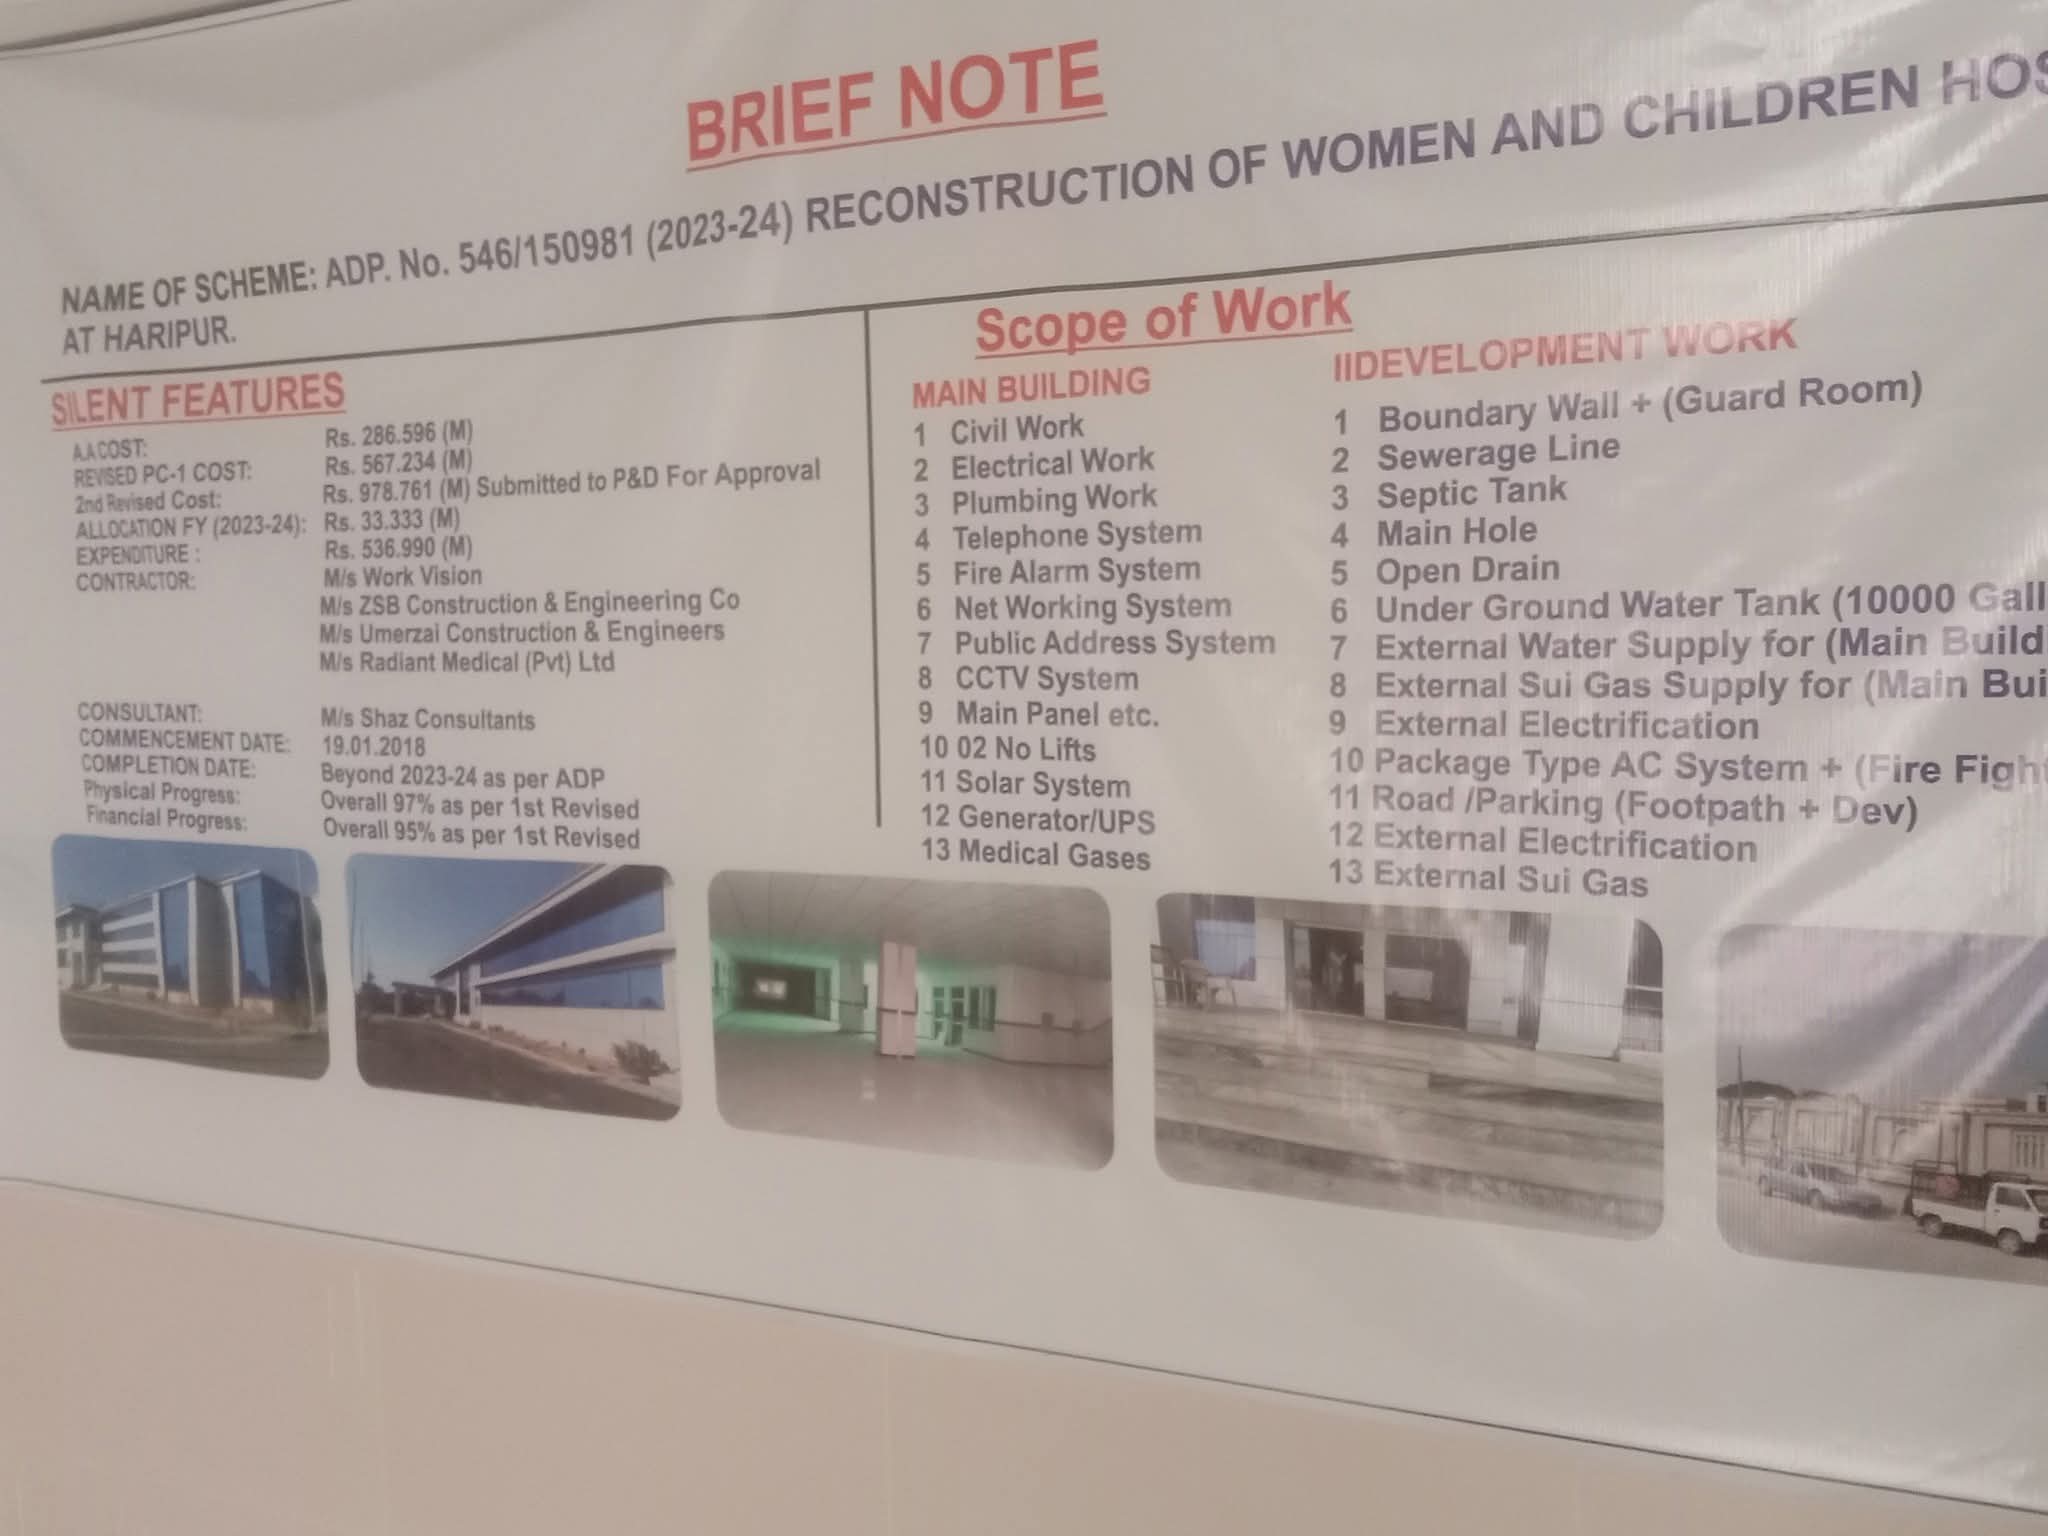 BRIEF NOTE
NAME OF SCHEME: ADP. No. 546/150981 (2023-24) RECONSTRUCTION OF WOMEN AND CHILDREN HOS
AT HARIPUR.
SILENT FEATURES
A.A COST: Rs. 286.596 (M)
REVISED PC-1 COST: Rs. 567.234 (M)
2nd Revised Cost: Rs. 978.761 (M) Submitted to P&D For Approval
ALLOCATION FY (2023-24): Rs. 33.333 (M)
EXPENDITURE : Rs. 536.990 (M)
CONTRACTOR: M/s Work Vision
M/s ZSB Construction & Engineering Co
M/s Umerzai Construction & Engineers
M/s Radiant Medical (Pvt) Ltd
CONSULTANT: M/s Shaz Consultants
COMMENCEMENT DATE: 19.01.2018
COMPLETION DATE: Beyond 2023-24 as per ADP
Physical Progress: Overall 97% as per 1st Revised
Financial Progress: Overall 95% as per 1st Revised
Scope of Work
MAIN BUILDING
1 Civil Work
2 Electrical Work
3 Plumbing Work
4 Telephone System
5 Fire Alarm System
6 Net Working System
7 Public Address System
8 CCTV System
9 Main Panel etc.
10 02 No Lifts
11 Solar System
12 Generator/UPS
13 Medical Gases
IIDEVELOPMENT WORK
1 Boundary Wall + (Guard Room)
2 Sewerage Line
3 Septic Tank
4 Main Hole
5 Open Drain
6 Under Ground Water Tank (10000 Gall
7 External Water Supply for (Main Build
8 External Sui Gas Supply for (Main Bui
9 External Electrification
10 Package Type AC System + (Fire Fight
11 Road /Parking (Footpath + Dev)
12 External Electrification
13 External Sui Gas